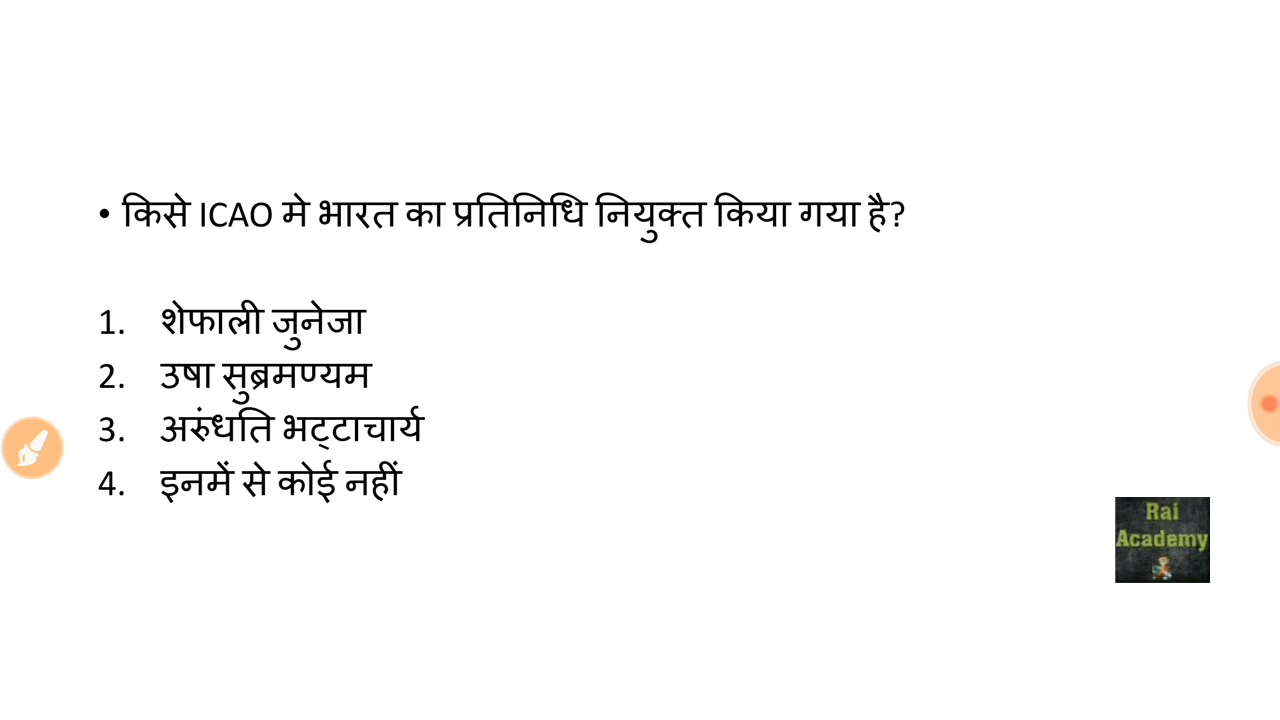 • किसे ICAO मे भारत का प्रतिनिधि नियुक्त किया गया है?
1. शेफाली जुनेजा
2. उषा सुब्रमण्यम
3. अरुंधति भट्टाचार्य
4. इनमें से कोई नहीं
Rai
Academy